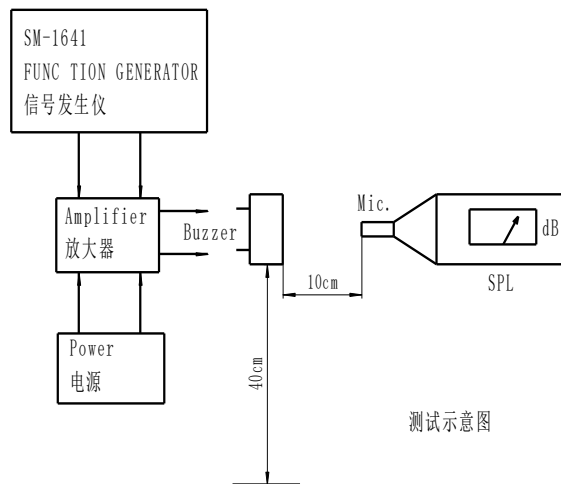 SM-1641
FUNC TION GENERATOR
信号发生仪
Amplifier
放大器
Buzzer
Mic.
dB
SPL
10cm
Power
电源
40cm
测试示意图